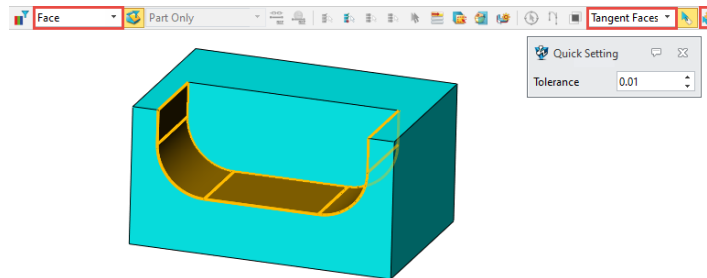 Face
Part Only
Tangent Faces
Quick Setting
Tolerance
0.01